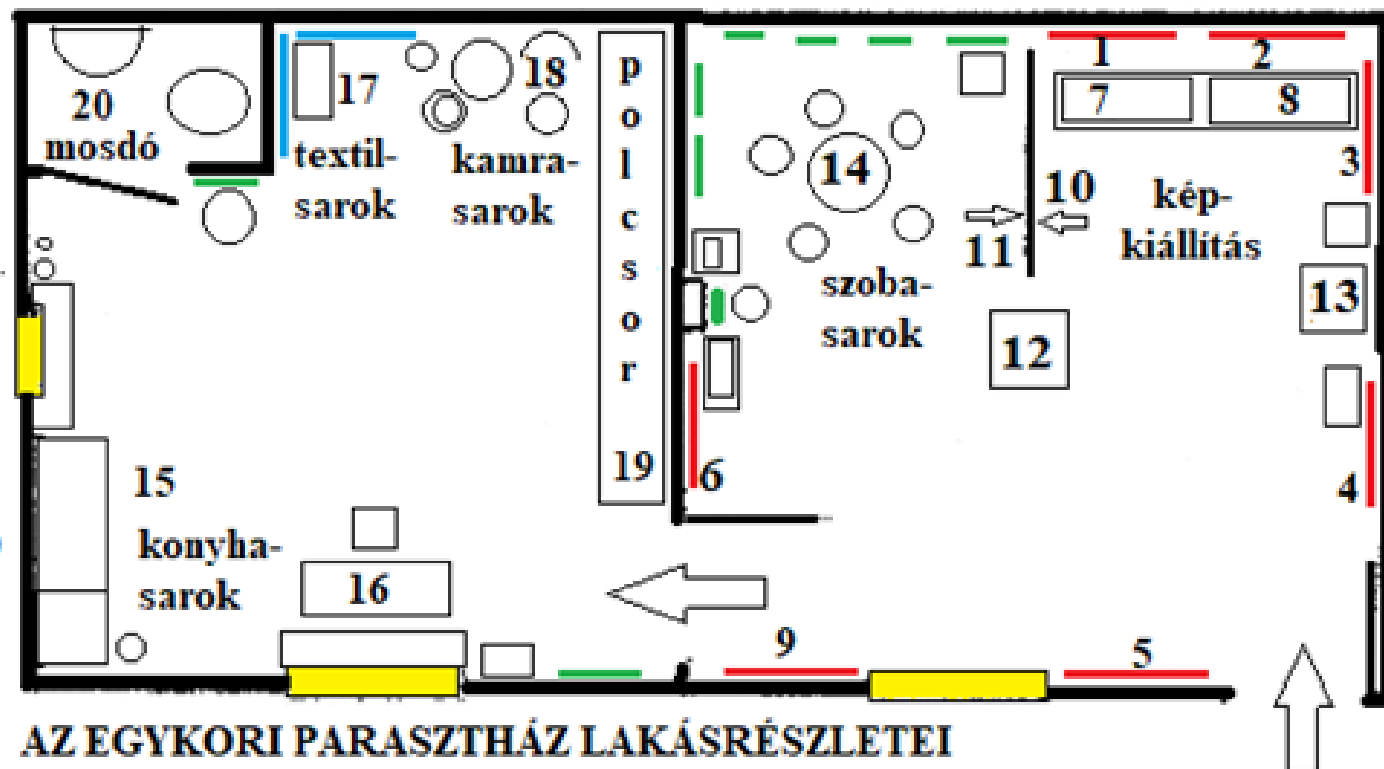 20
mosdó
17
textil-
sarok
18
kamra-
sarok
polcsor
19
1
2
7
8
3
10
kép-
kiállítás
14
11
szoba-
sarok
12
13
6
4
15
konyha-
sarok
16
9
5
AZ EGYKORI PARASZTHÁZ LAKÁSRÉSZLETEI